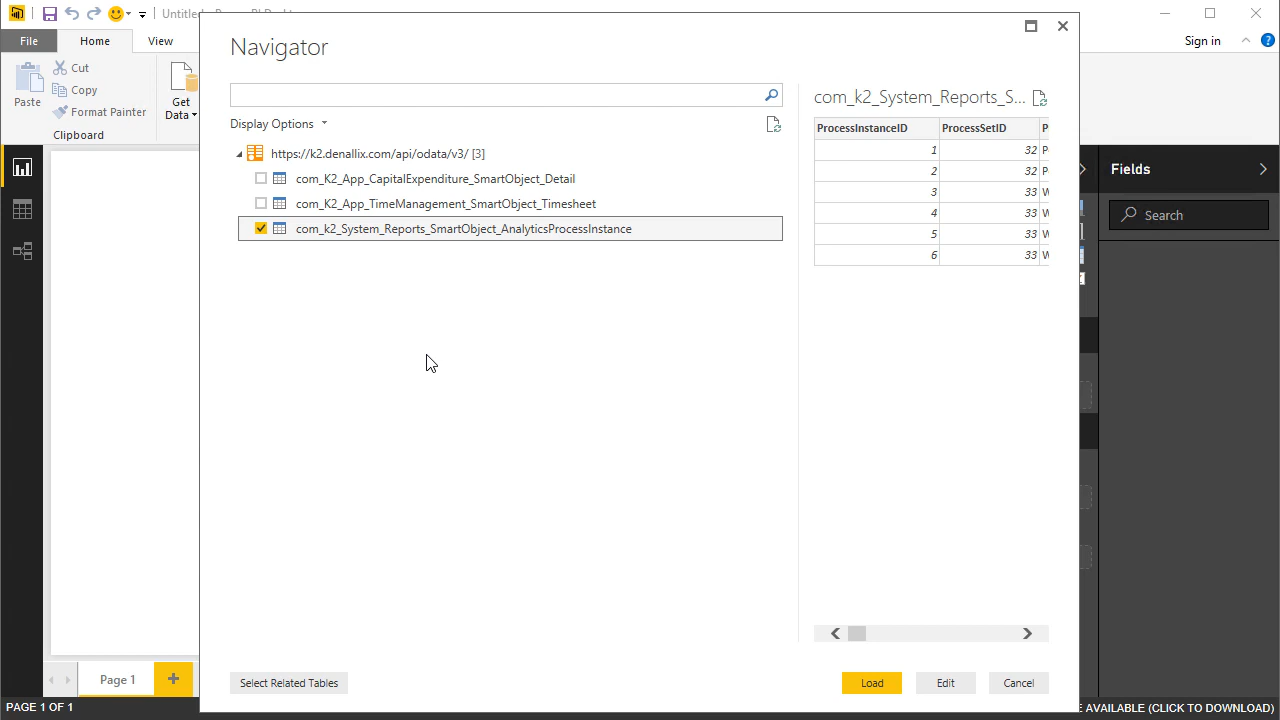 Navigator
Sign in
File
Home
View
Cut
Copy
Format Painter
Paste
Clipboard
Get
Data
Display Options
https://k2.denallix.com/api/odata/v3/ [3]
com_K2_App_CapitalExpenditure_SmartObject_Detail
com_K2_App_TimeManagement_SmartObject_Timesheet
com_k2_System_Reports_SmartObject_AnalyticsProcessInstance
com_k2_System_Reports_S...
ProcessInstanceID ProcessSetID P
1 32 P
2 32 P
3 33 W
4 33 W
5 33 W
6 33 W
Fields
Search
Select Related Tables
Load
Edit
Cancel
Page 1
PAGE 1 OF 1
E AVAILABLE (CLICK TO DOWNLOAD)